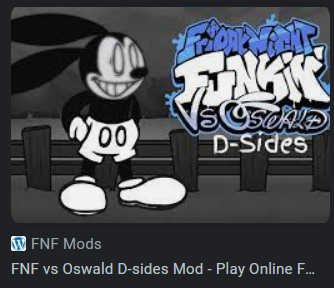 FRiDAY NiGHT
FUNKIN'
VS OSWALD
D-Sides
FNF Mods
FNF vs Oswald D-sides Mod - Play Online F...